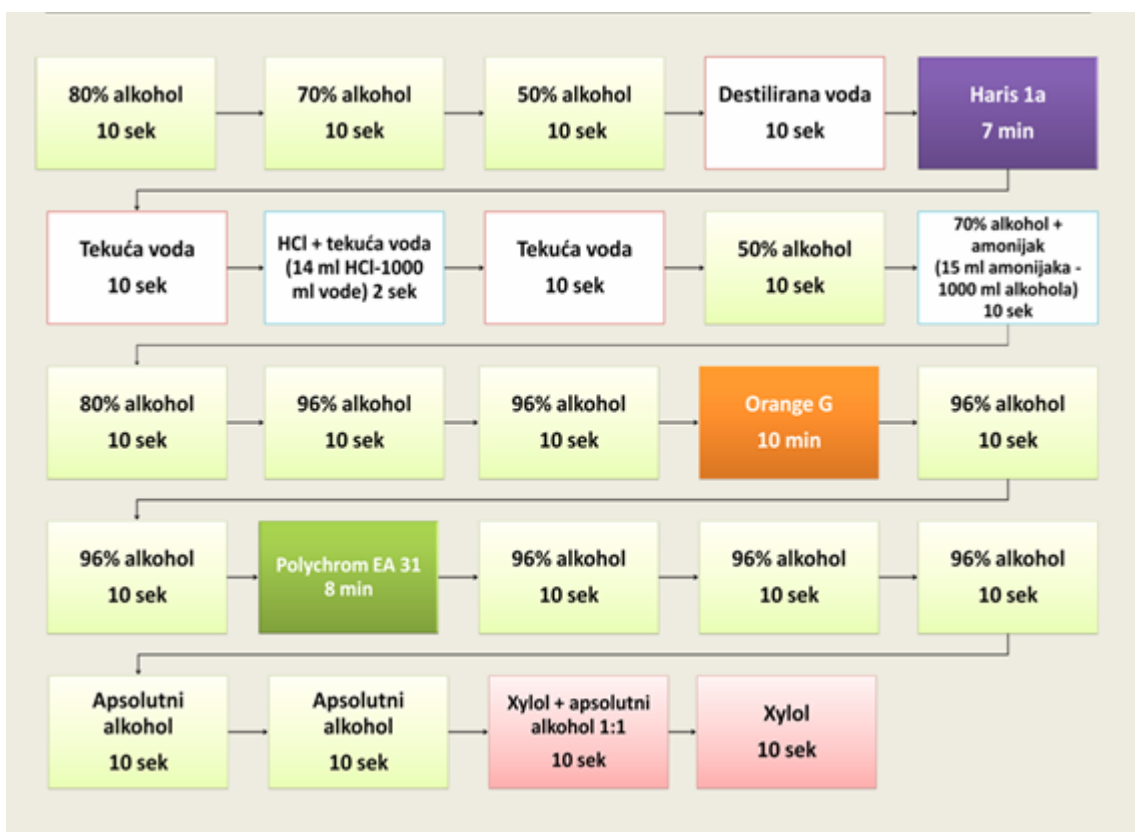 80% alkohol
10 sek
70% alkohol
10 sek
50% alkohol
10 sek
Destilirana voda
10 sek
Haris 1a
7 min
Tekuća voda
10 sek
HCl + tekuća voda
(14 ml HCl-1000
ml vode) 2 sek
Tekuća voda
10 sek
50% alkohol
10 sek
70% alkohol +
amonijak
(15 ml amonijaka -
1000 ml alkohola)
10 sek
80% alkohol
10 sek
96% alkohol
10 sek
96% alkohol
10 sek
Orange G
10 min
96% alkohol
10 sek
96% alkohol
10 sek
Polychrom EA 31
8 min
96% alkohol
10 sek
96% alkohol
10 sek
96% alkohol
10 sek
Apsolutni
alkohol
10 sek
Apsolutni
alkohol
10 sek
Xylol + apsolutni
alkohol 1:1
10 sek
Xylol
10 sek